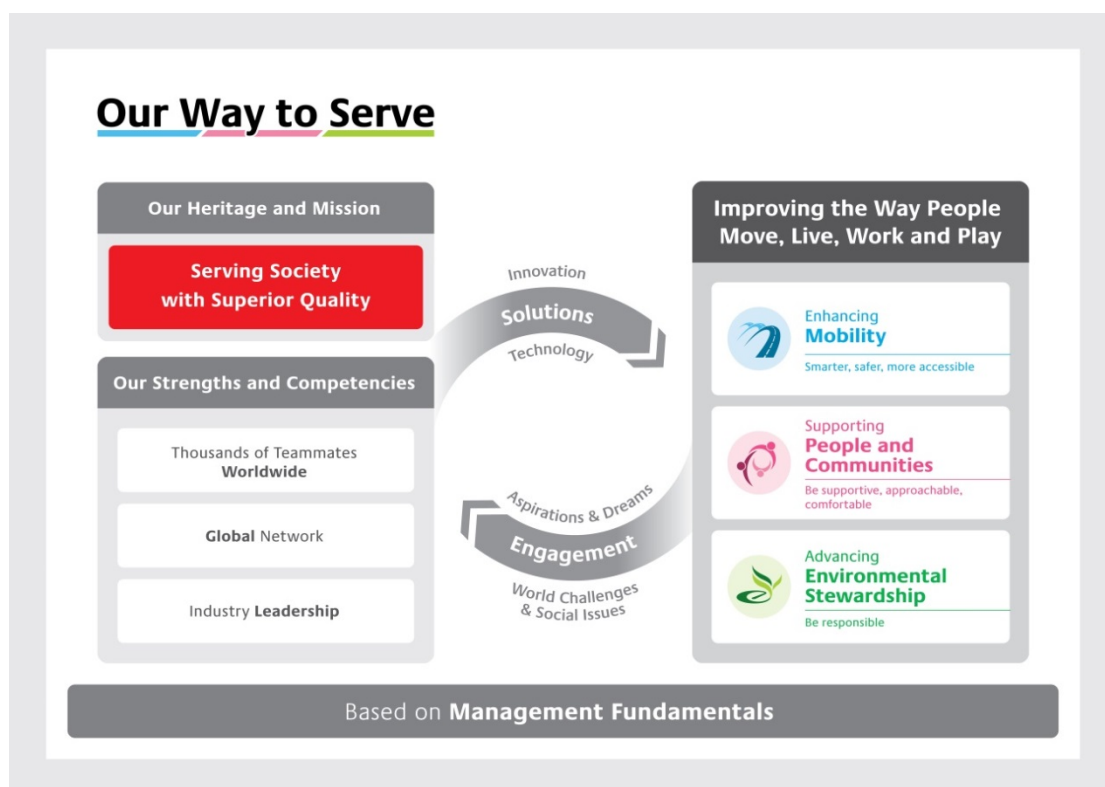 Our Way to Serve
Our Heritage and Mission
Serving Society
with Superior Quality
Our Strengths and Competencies
Thousands of Teammates
Worldwide
Global Network
Industry Leadership
Innovation
Solutions
Technology
Aspirations & Dreams
Engagement
World Challenges
& Social Issues
Improving the Way People
Move, Live, Work and Play
Enhancing
Mobility
Smarter, safer, more accessible
Supporting
People and
Communities
Be supportive, approachable,
comfortable
Advancing
Environmental
Stewardship
Be responsible
Based on Management Fundamentals